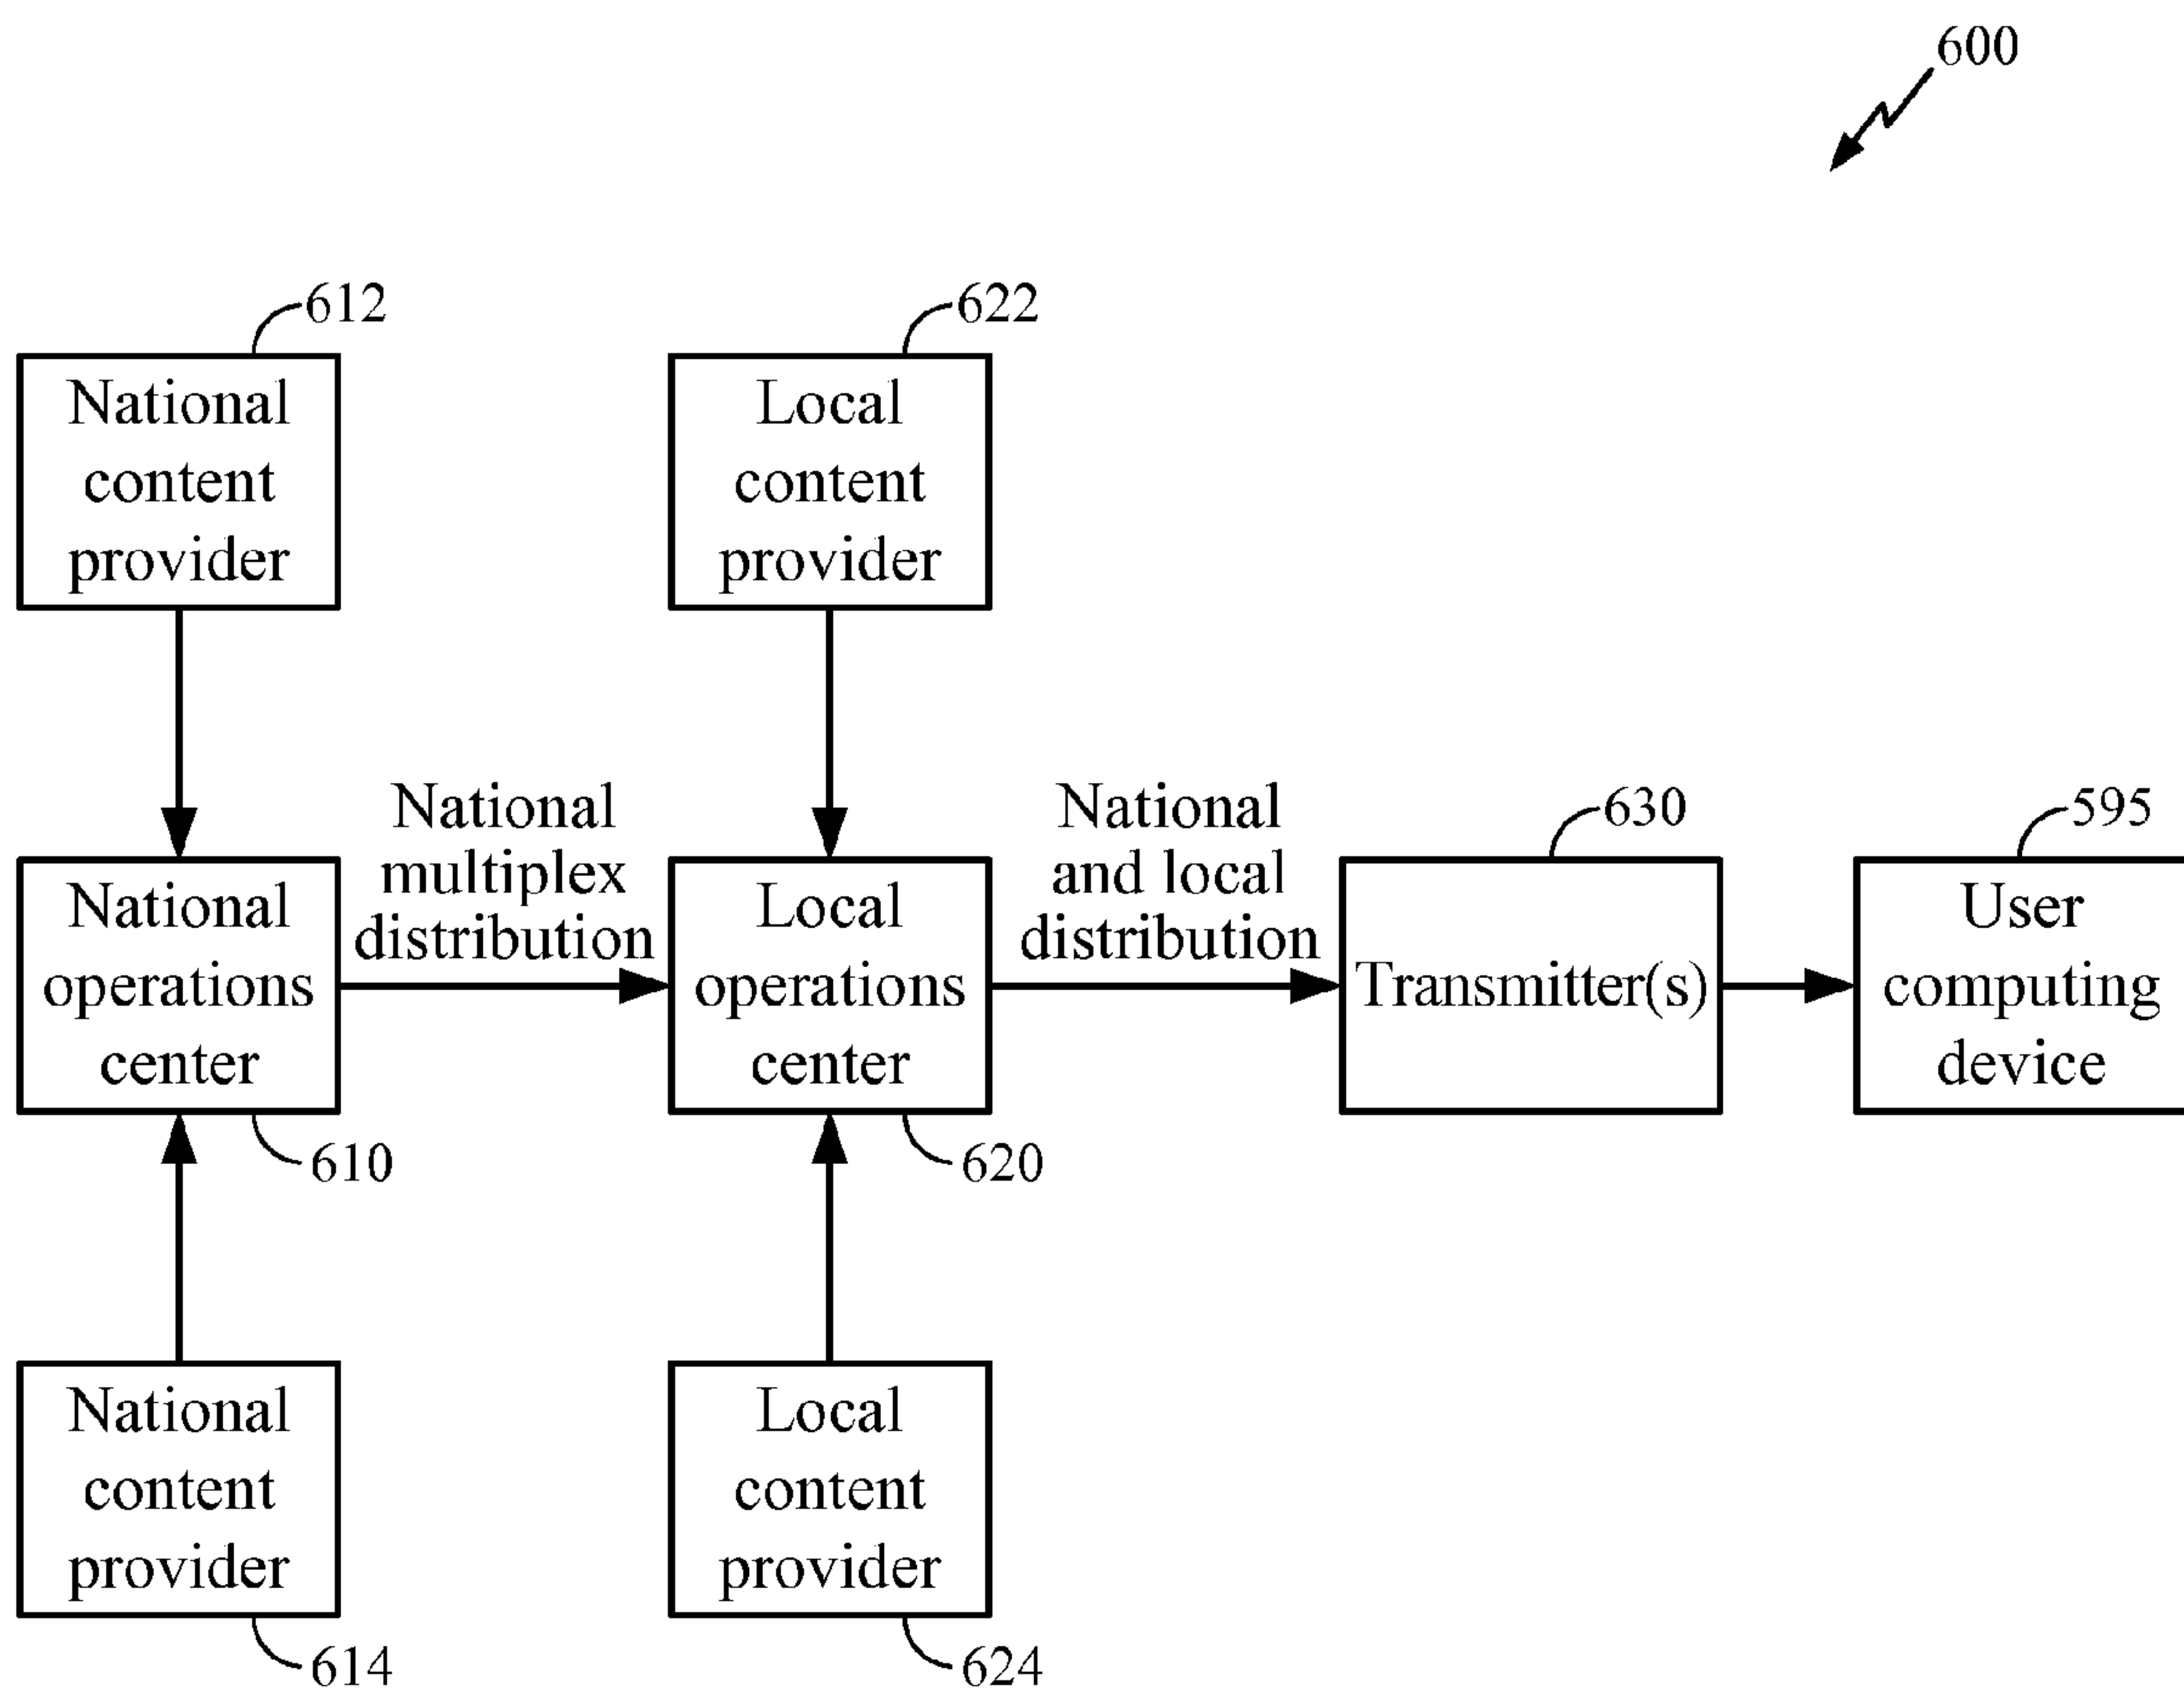 600
612
622
National
content
provider
Local
content
provider
National
multiplex
distribution
National
and local
distribution
630
595
National
operations
center
Local
operations
center
Transmitter(s)
User
computing
device
610
620
National
content
provider
Local
content
provider
614
624